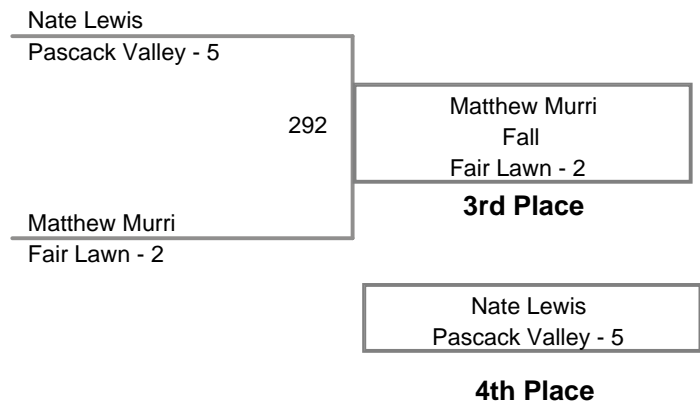 Nate Lewis
Pascack Valley - 5
292
Matthew Murri
Fall
Fair Lawn - 2
3rd Place
Matthew Murri
Fair Lawn - 2
Nate Lewis
Pascack Valley - 5
4th Place